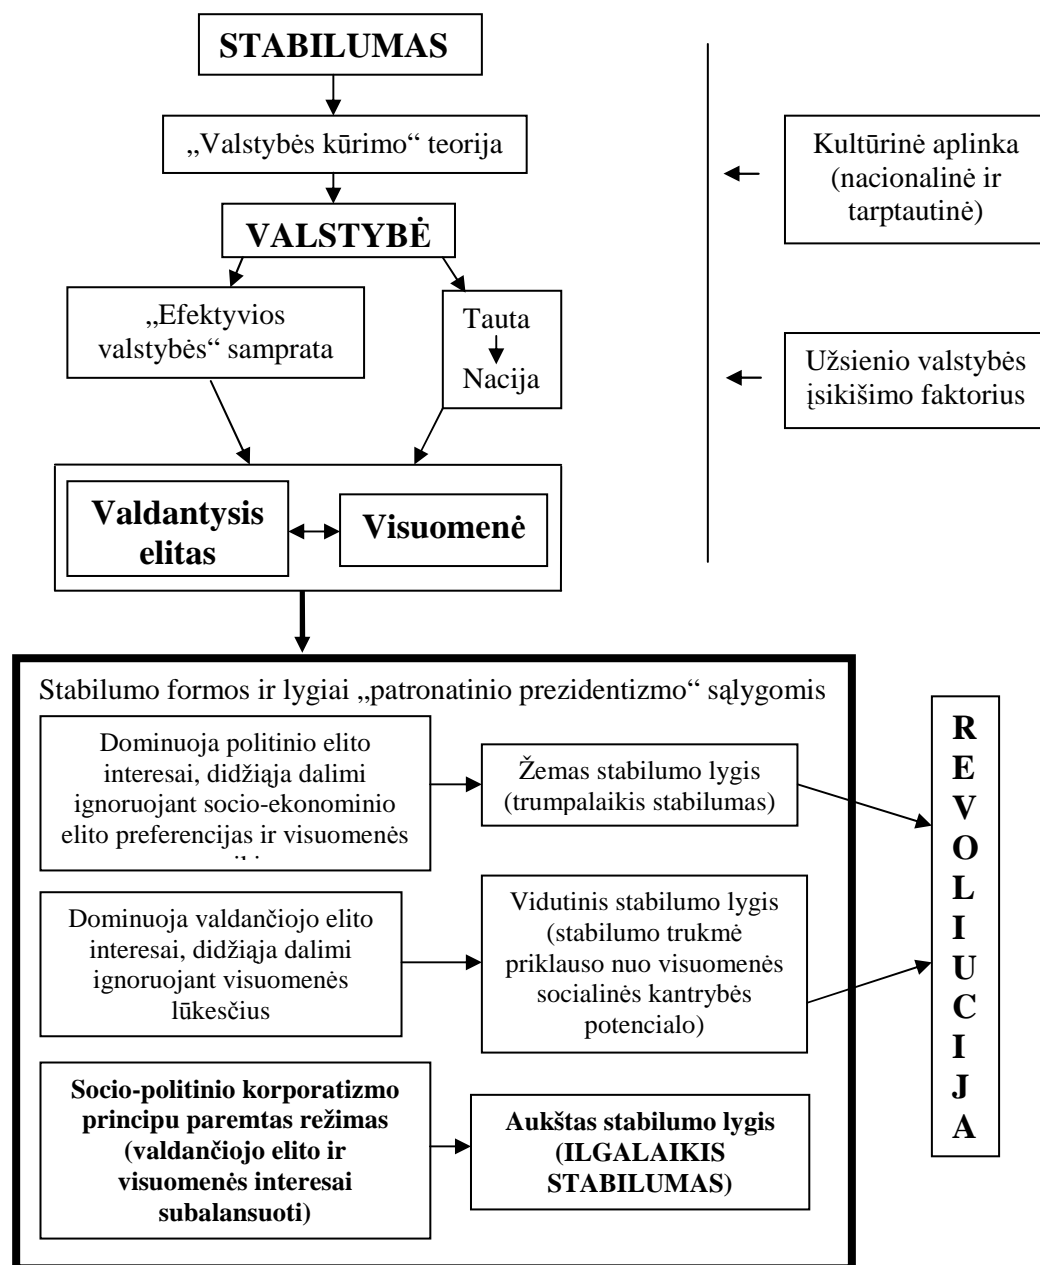 STABILUMAS
„Valstybės kūrimo“ teorija
VALSTYBĖ
„Efektyvios
valstybės“ samprata
Tauta
Nacija
Valdantysis
elitas
Visuomenė
Kultūrinė aplinka
(nacionalinė ir
tarptautinė)
Užsienio valstybės
įsikišimo faktorius
Stabilumo formos ir lygiai „patronatinio prezidentizmo“ sąlygomis
Dominuoja politinio elito
interesai, didžiąja dalimi
ignoruojant socio-ekonominio
elito preferencijas ir visuomenės
Žemas stabilumo lygis
(trumpalaikis stabilumas)
Dominuoja valdančiojo elito
interesai, didžiąja dalimi
ignoruojant visuomenės
lūkesčius
Vidutinis stabilumo lygis
(stabilumo trukmė
priklauso nuo visuomenės
socialinės kantrybės
potencialo)
Socio-politinio korporatizmo
principu paremtas režimas
(valdančiojo elito ir
visuomenės interesai
subalansuoti)
Aukštas stabilumo lygis
(ILGALAIKIS
STABILUMAS)
R
E
V
O
L
I
U
C
I
J
A